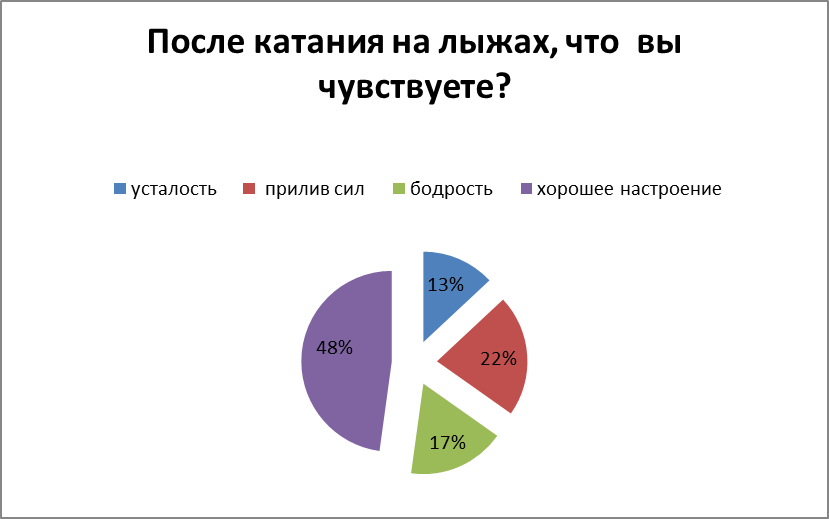 После катания на лыжах, что вы
чувствуете?
усталость прилив сил бодрость хорошее настроение
13%
22%
17%
48%